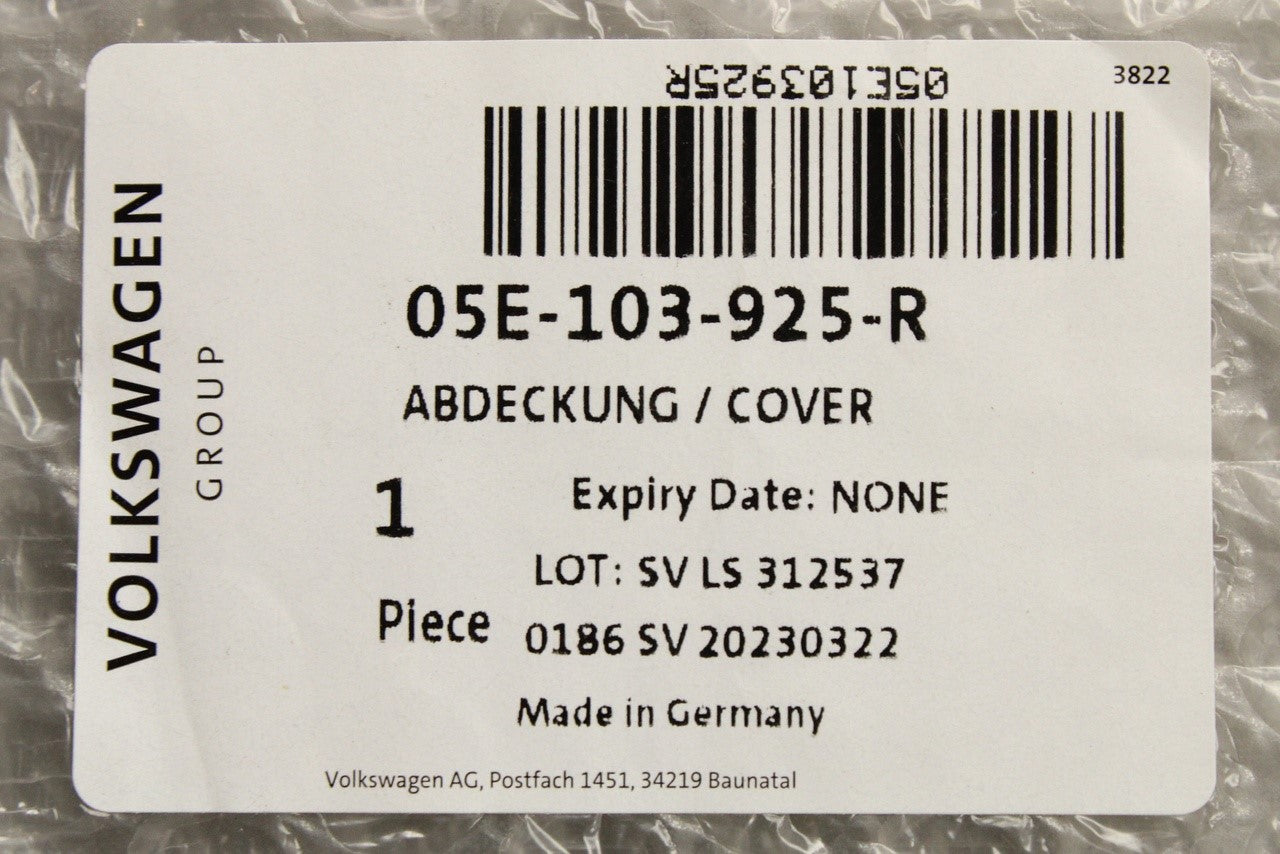 05E103925R
3822
VOLKSWAGEN
GROUP
05E-103-925-R
ABDECKUNG / COVER
1
Expiry Date: NONE
LOT: SV LS 312537
Piece
0186 SV 20230322
Made in Germany
Volkswagen AG, Postfach 1451, 34219 Baunatal